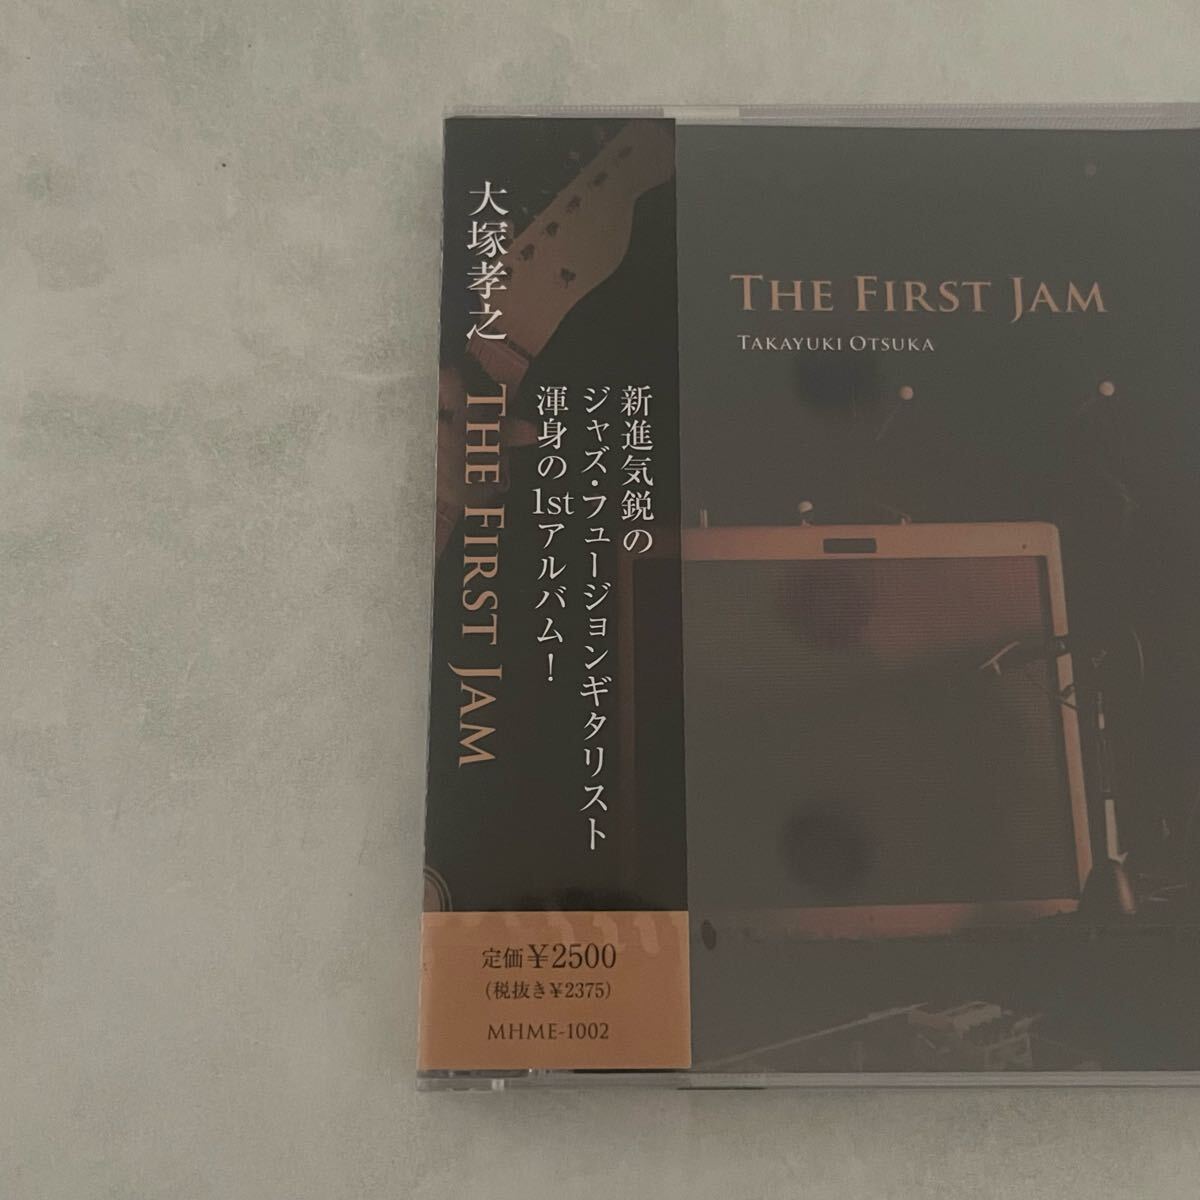 大塚孝之 THE FIRST JAM
新進気鋭の
ジャズ・フュージョンギタリスト
渾身の1stアルバム!
定価¥2500
(税抜き¥2375)
MHME-1002
THE FIRST JAM
TAKAYUKI OTSUKA